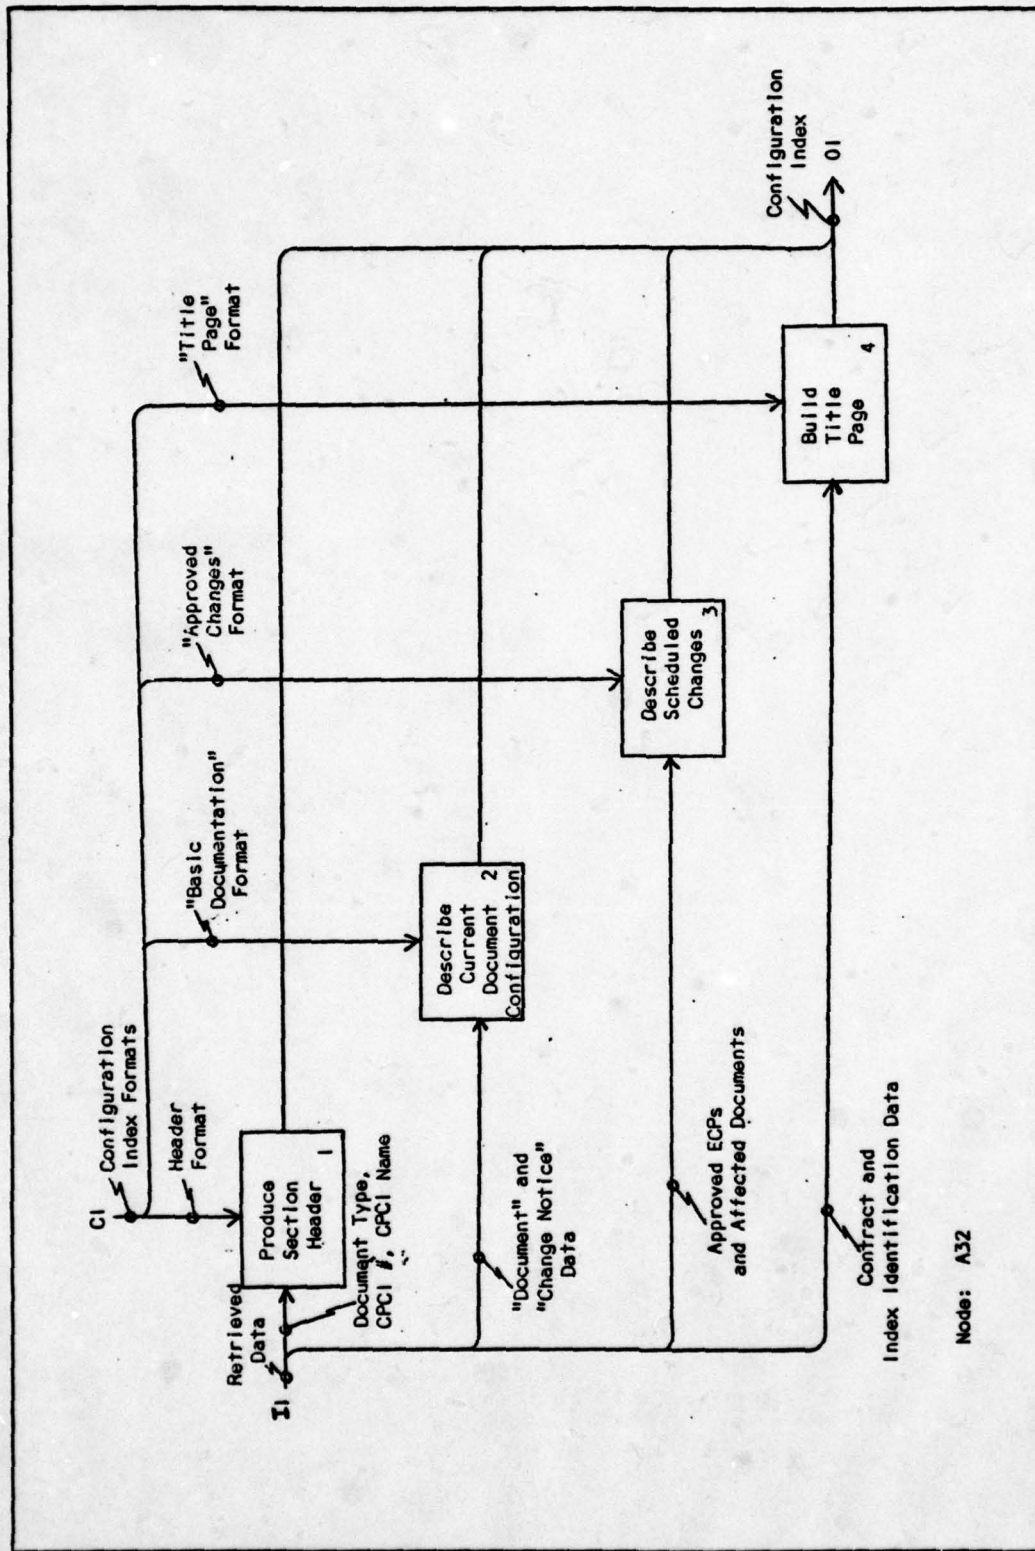 C1
Configuration
Index Formats
Header
Format
"Basic
Documentation"
Format
"Approved
Changes"
Format
"Title
Page"
Format
Retrieved
Data
I1
Produce
Section
Header
1
Document Type,
CPCI #, CPCI Name
Describe
Current
Document
Configuration
2
"Document" and
"Change Notice"
Data
Describe
Scheduled
Changes
3
Approved ECPs
and Affected Documents
Build
Title
Page
4
Contract and
Index Identification Data
Configuration
Index
O1
Node: A32